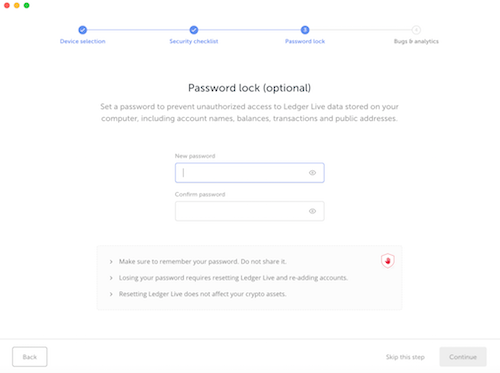 Device selection
Security checklist
3
Password lock
4
Bugs & analytics
Password lock (optional)
Set a password to prevent unauthorized access to Ledger Live data stored on your
computer, including account names, balances, transactions and public addresses.
New password
Confirm password
Make sure to remember your password. Do not share it.
Losing your password requires resetting Ledger Live and re-adding accounts.
Resetting Ledger Live does not affect your crypto assets.
Back
Skip this step
Continue